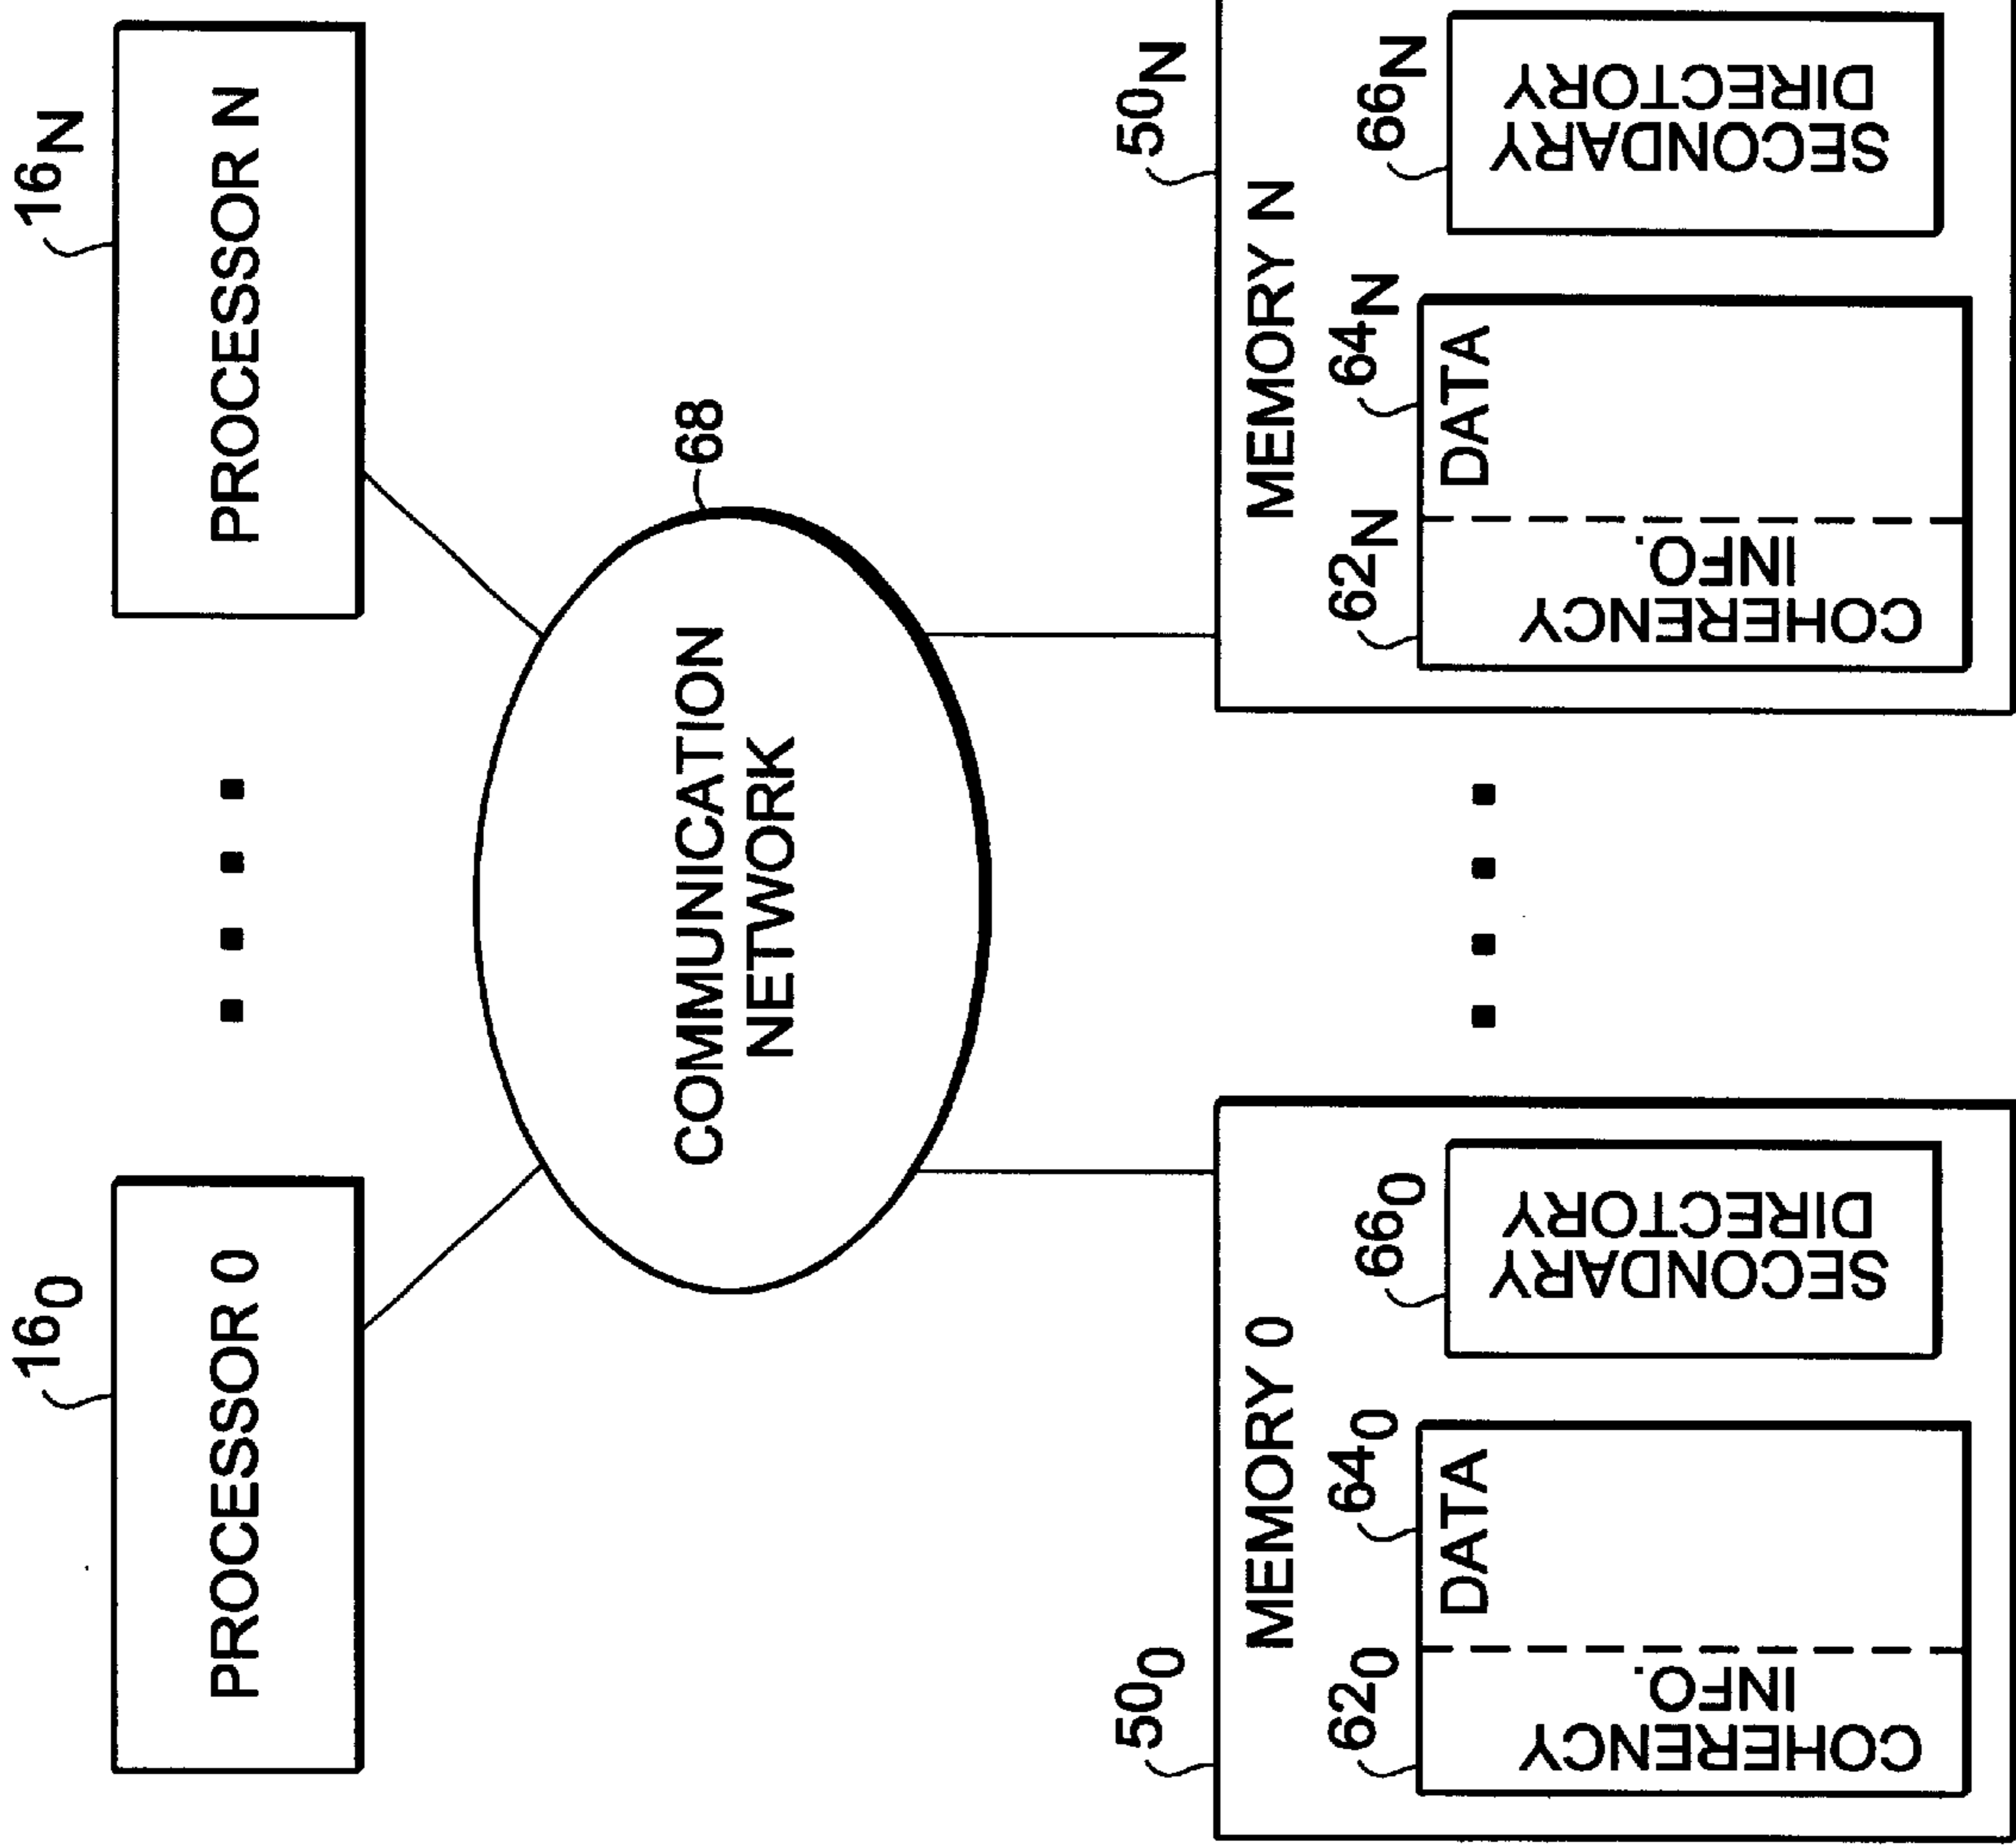 16₀
PROCESSOR 0
16N
PROCESSOR N
68
COMMUNICATION
NETWORK
50₀
MEMORY 0
62₀
COHERENCY
INFO.
64₀
DATA
66₀
SECONDARY
DIRECTORY
50N
MEMORY N
62N
COHERENCY
INFO.
64N
DATA
66N
SECONDARY
DIRECTORY